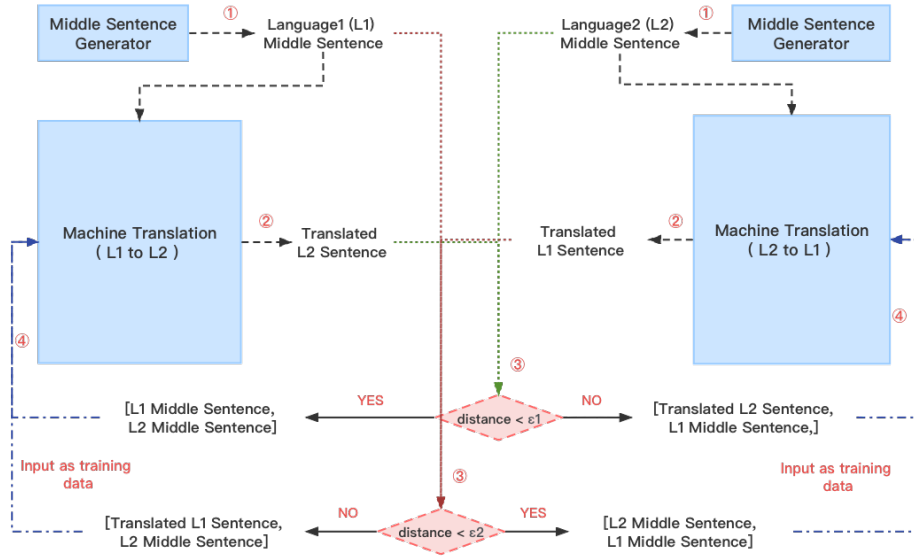 Middle Sentence
Generator
①
Language1 (L1)
Middle Sentence
Language2 (L2)
Middle Sentence
①
Middle Sentence
Generator
Machine Translation
( L1 to L2 )
②
Translated
L2 Sentence
Translated
L1 Sentence
②
Machine Translation
( L2 to L1 )
④
④
③
[L1 Middle Sentence,
L2 Middle Sentence]
YES
distance < ε1
NO
[Translated L2 Sentence,
L1 Middle Sentence,]
Input as training
data
③
Input as training
data
[Translated L1 Sentence,
L2 Middle Sentence]
NO
distance < ε2
YES
[L2 Middle Sentence,
L1 Middle Sentence]